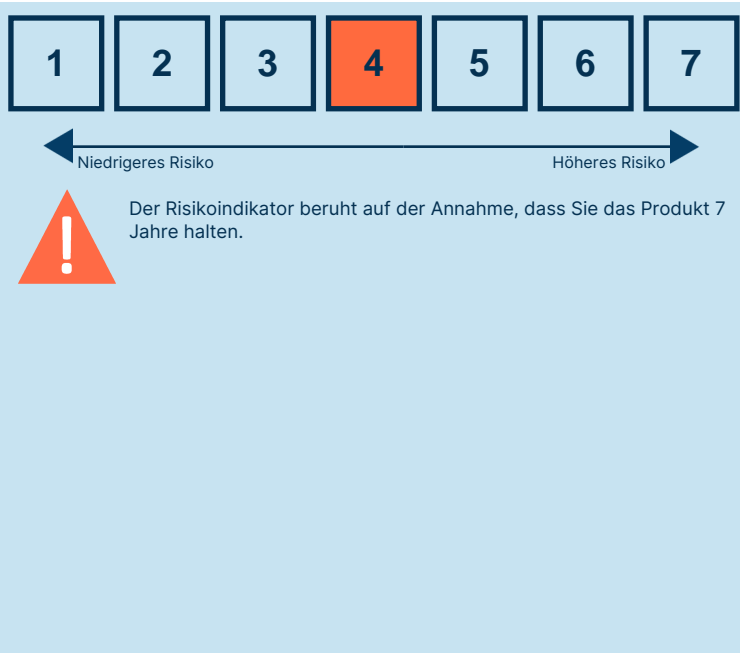 1 2 3 4 5 6 7
Niedrigeres Risiko Höheres Risiko
!
Der Risikoindikator beruht auf der Annahme, dass Sie das Produkt 7
Jahre halten.